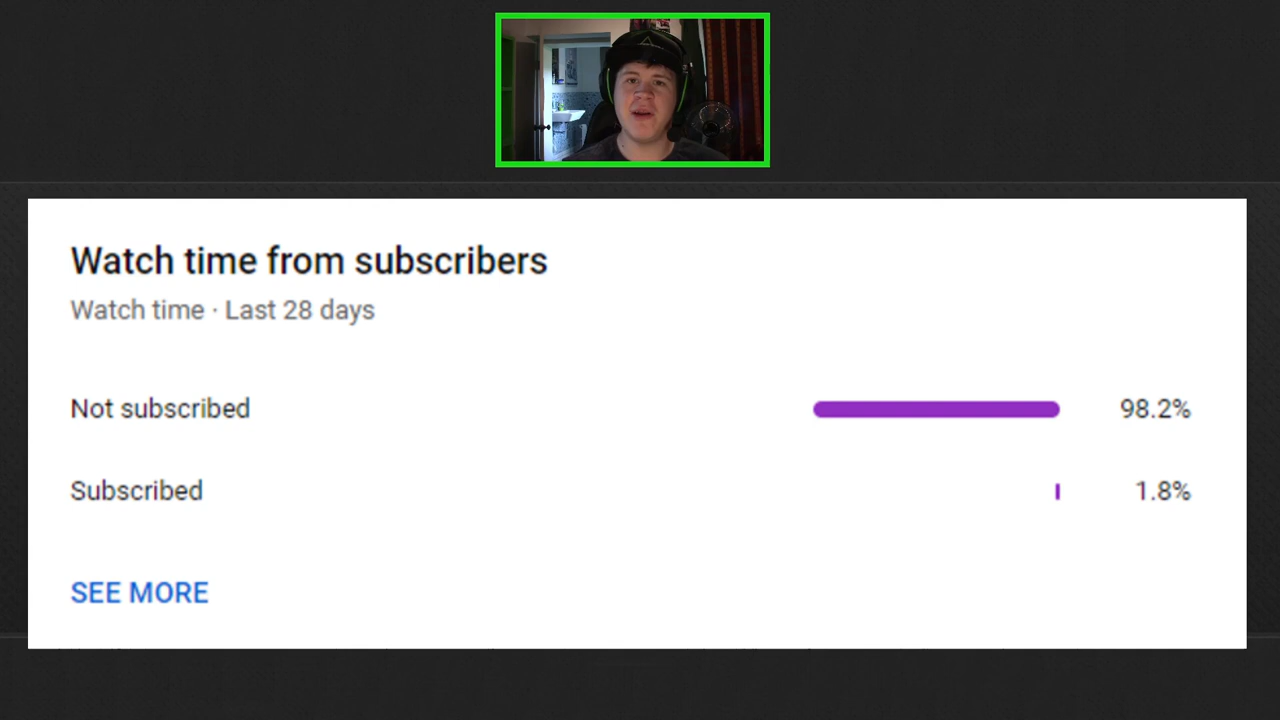 Watch time from subscribers
Watch time · Last 28 days
Not subscribed 98.2%
Subscribed 1.8%
SEE MORE